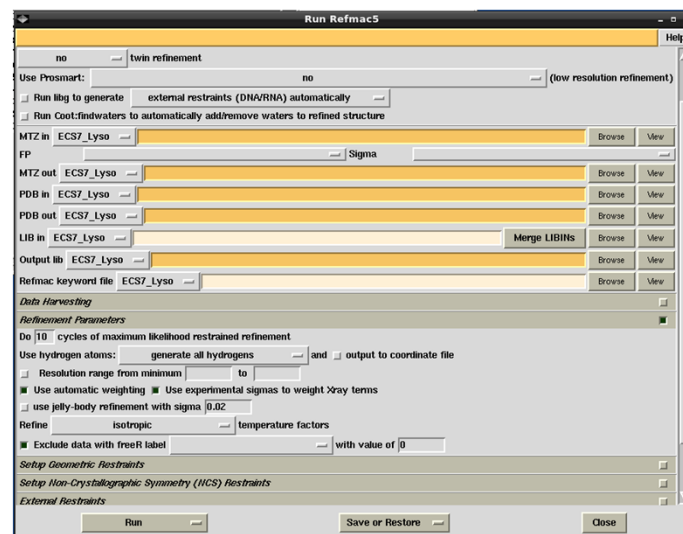 Run Refmac5
Help
no twin refinement
Use Prosmart: no (low resolution refinement)
Run libg to generate external restraints (DNA/RNA) automatically
Run Coot:findwaters to automatically add/remove waters to refined structure
MTZ in ECS7_Lyso Browse View
FP Sigma
MTZ out ECS7_Lyso Browse View
PDB in ECS7_Lyso Browse View
PDB out ECS7_Lyso Browse View
LIB in ECS7_Lyso Merge LIBINs Browse View
Output lib ECS7_Lyso Browse View
Refmac keyword file ECS7_Lyso Browse View
Data Harvesting
Refinement Parameters
Do 10 cycles of maximum likelihood restrained refinement
Use hydrogen atoms: generate all hydrogens and output to coordinate file
Resolution range from minimum to
Use automatic weighting Use experimental sigmas to weight Xray terms
use jelly-body refinement with sigma 0.02
Refine isotropic temperature factors
Exclude data with freeR label with value of 0
Setup Geometric Restraints
Setup Non-Crystallographic Symmetry (NCS) Restraints
External Restraints
Run Save or Restore Close